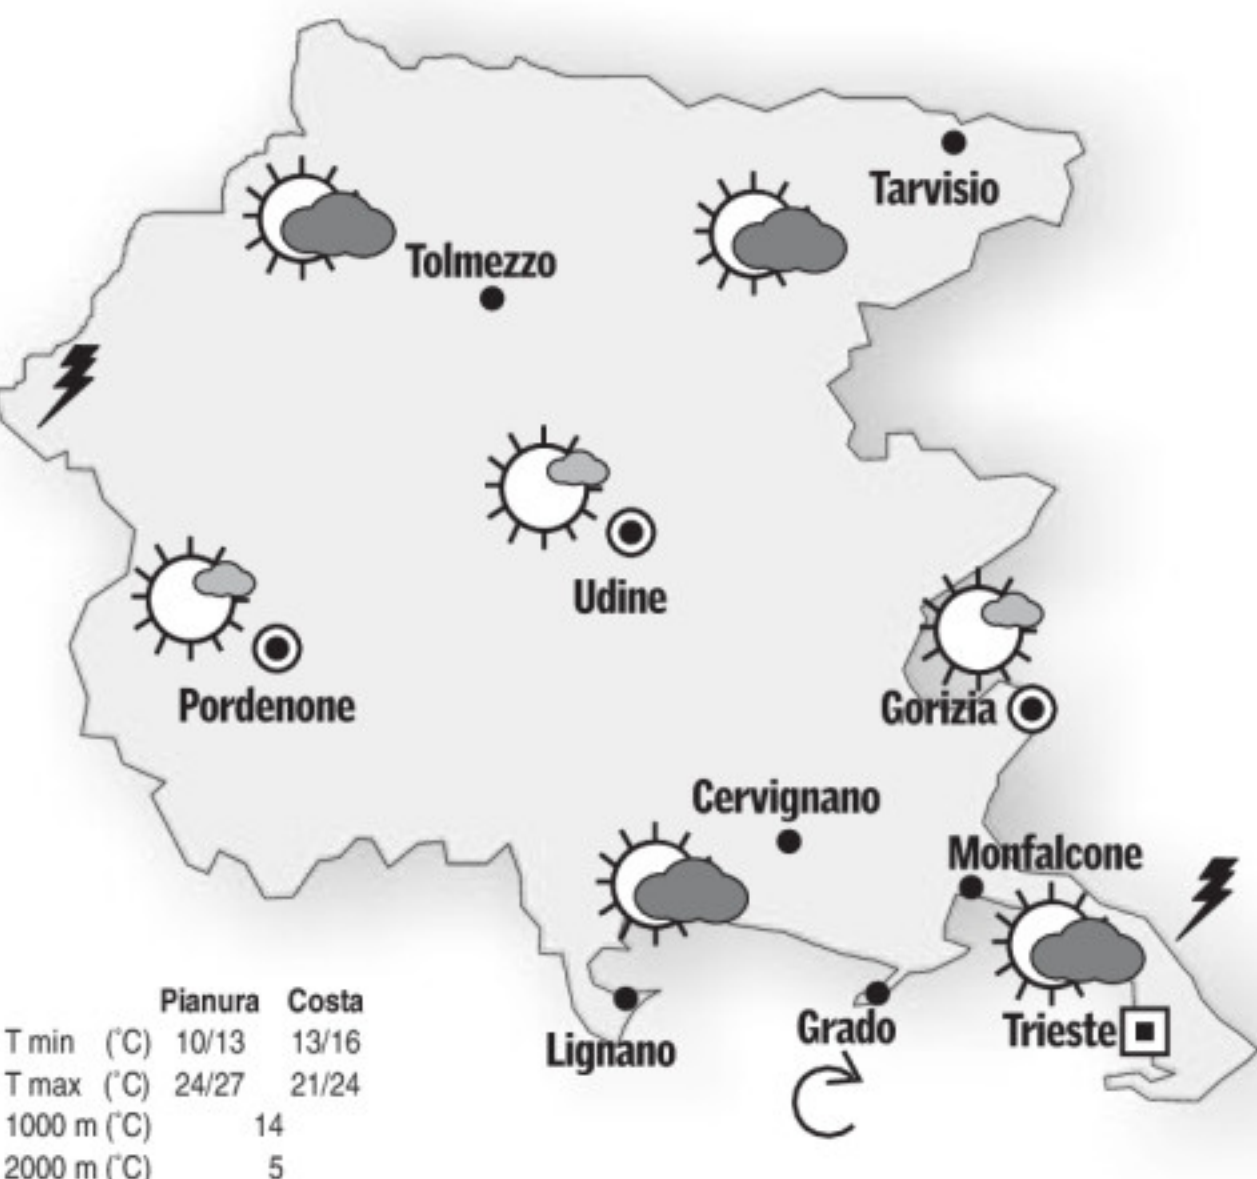 Tarvisio
Tolmezzo
Udine
Pordenone
Gorizia
Cervignano
Monfalcone
Lignano
Grado
Trieste
Pianura Costa
T min (°C) 10/13 13/16
T max (°C) 24/27 21/24
1000 m (°C) 14
2000 m (°C) 5